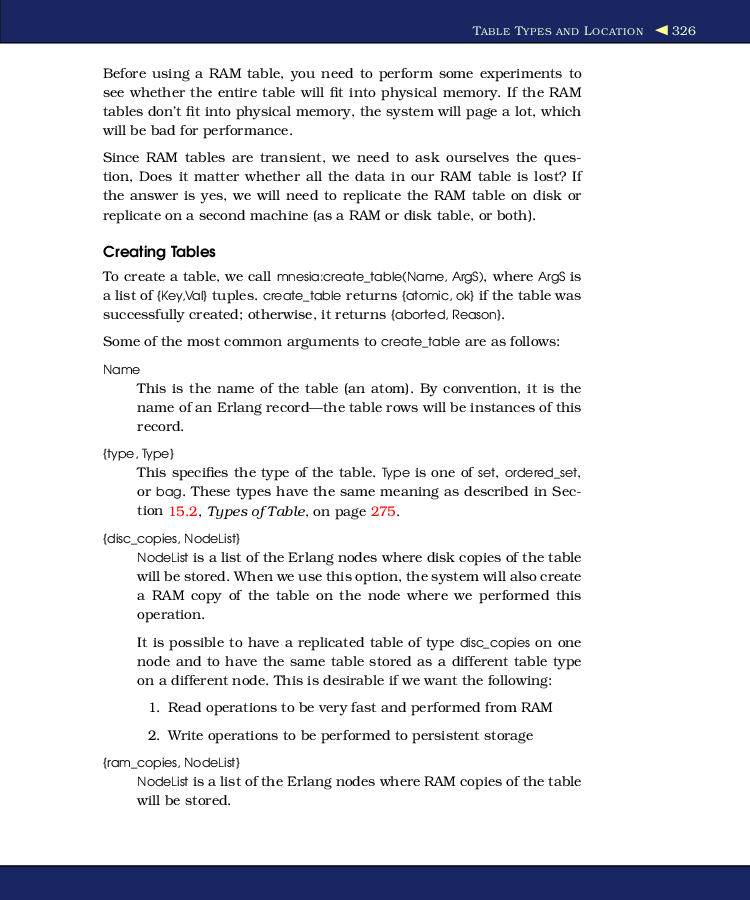 TABLE TYPES AND LOCATION ◀ 326
Before using a RAM table, you need to perform some experiments to
see whether the entire table will fit into physical memory. If the RAM
tables don't fit into physical memory, the system will page a lot, which
will be bad for performance.
Since RAM tables are transient, we need to ask ourselves the ques-
tion, Does it matter whether all the data in our RAM table is lost? If
the answer is yes, we will need to replicate the RAM table on disk or
replicate on a second machine (as a RAM or disk table, or both).
Creating Tables
To create a table, we call mnesia:create_table(Name, ArgS), where ArgS is
a list of {Key,Val} tuples. create_table returns {atomic, ok} if the table was
successfully created; otherwise, it returns {aborted, Reason}.
Some of the most common arguments to create_table are as follows:
Name
This is the name of the table (an atom). By convention, it is the
name of an Erlang record—the table rows will be instances of this
record.
{type, Type}
This specifies the type of the table. Type is one of set, ordered_set,
or bag. These types have the same meaning as described in Sec-
tion 15.2, Types of Table, on page 275.
{disc_copies, NodeList}
NodeList is a list of the Erlang nodes where disk copies of the table
will be stored. When we use this option, the system will also create
a RAM copy of the table on the node where we performed this
operation.
It is possible to have a replicated table of type disc_copies on one
node and to have the same table stored as a different table type
on a different node. This is desirable if we want the following:
1. Read operations to be very fast and performed from RAM
2. Write operations to be performed to persistent storage
{ram_copies, NodeList}
NodeList is a list of the Erlang nodes where RAM copies of the table
will be stored.